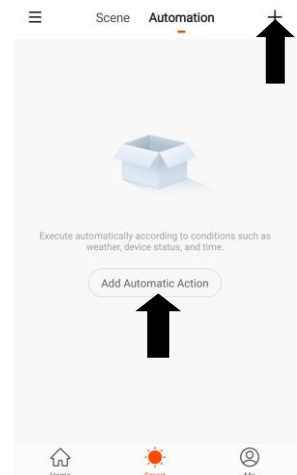 Scene Automation
Execute automatically according to conditions such as
weather, device status, and time.
Add Automatic Action
Home Smart Me